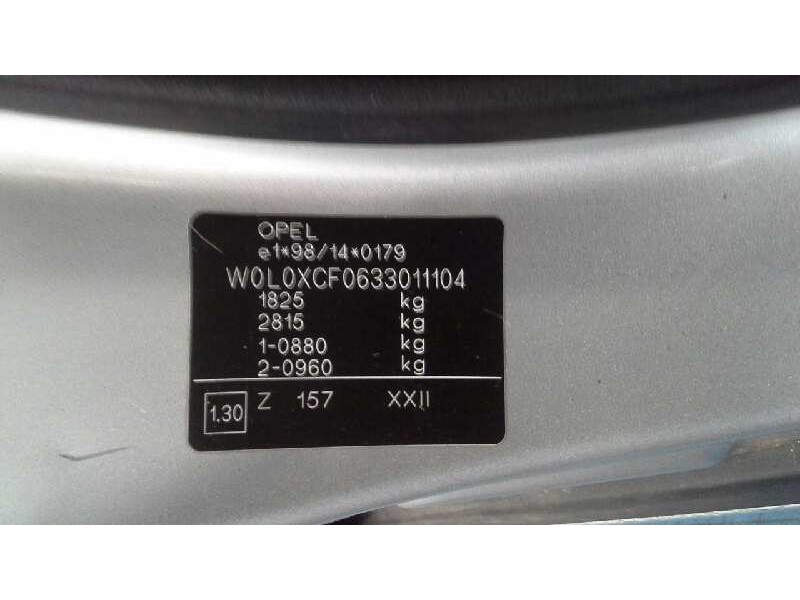 OPEL
e1*98/14*0179
W0L0XCF0633011104
1825 kg
2815 kg
1-0880 kg
2-0960 kg
1.30 Z 157 XXII